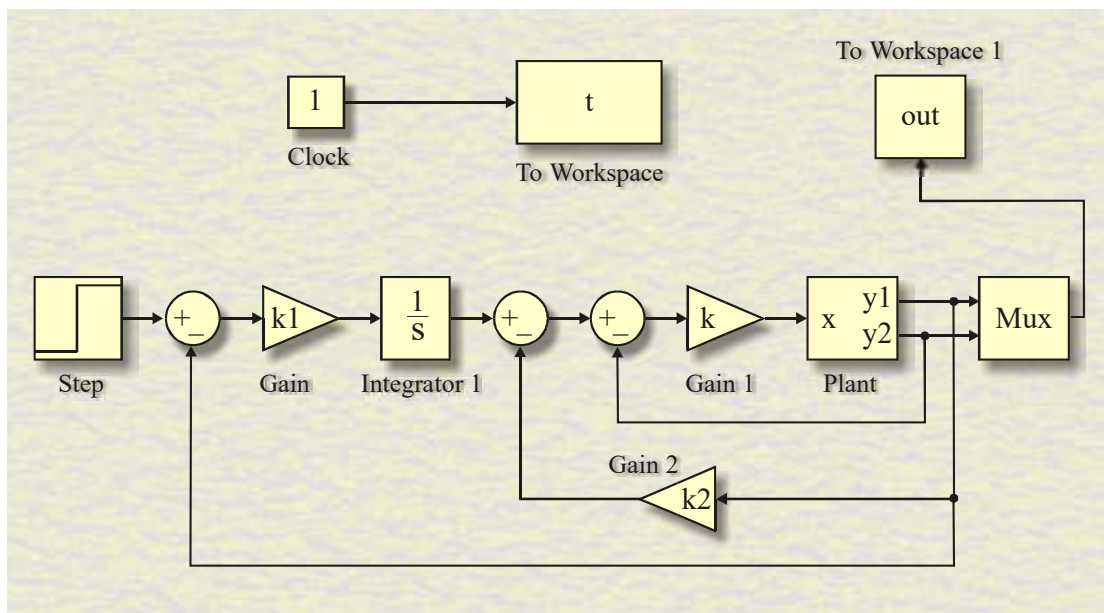 To Workspace 1
1
t
out
Clock
To Workspace
+
−
k1
1
s
+
−
+
−
k
x
y1
y2
Mux
Step
Gain
Integrator 1
Gain 1
Plant
Gain 2
k2